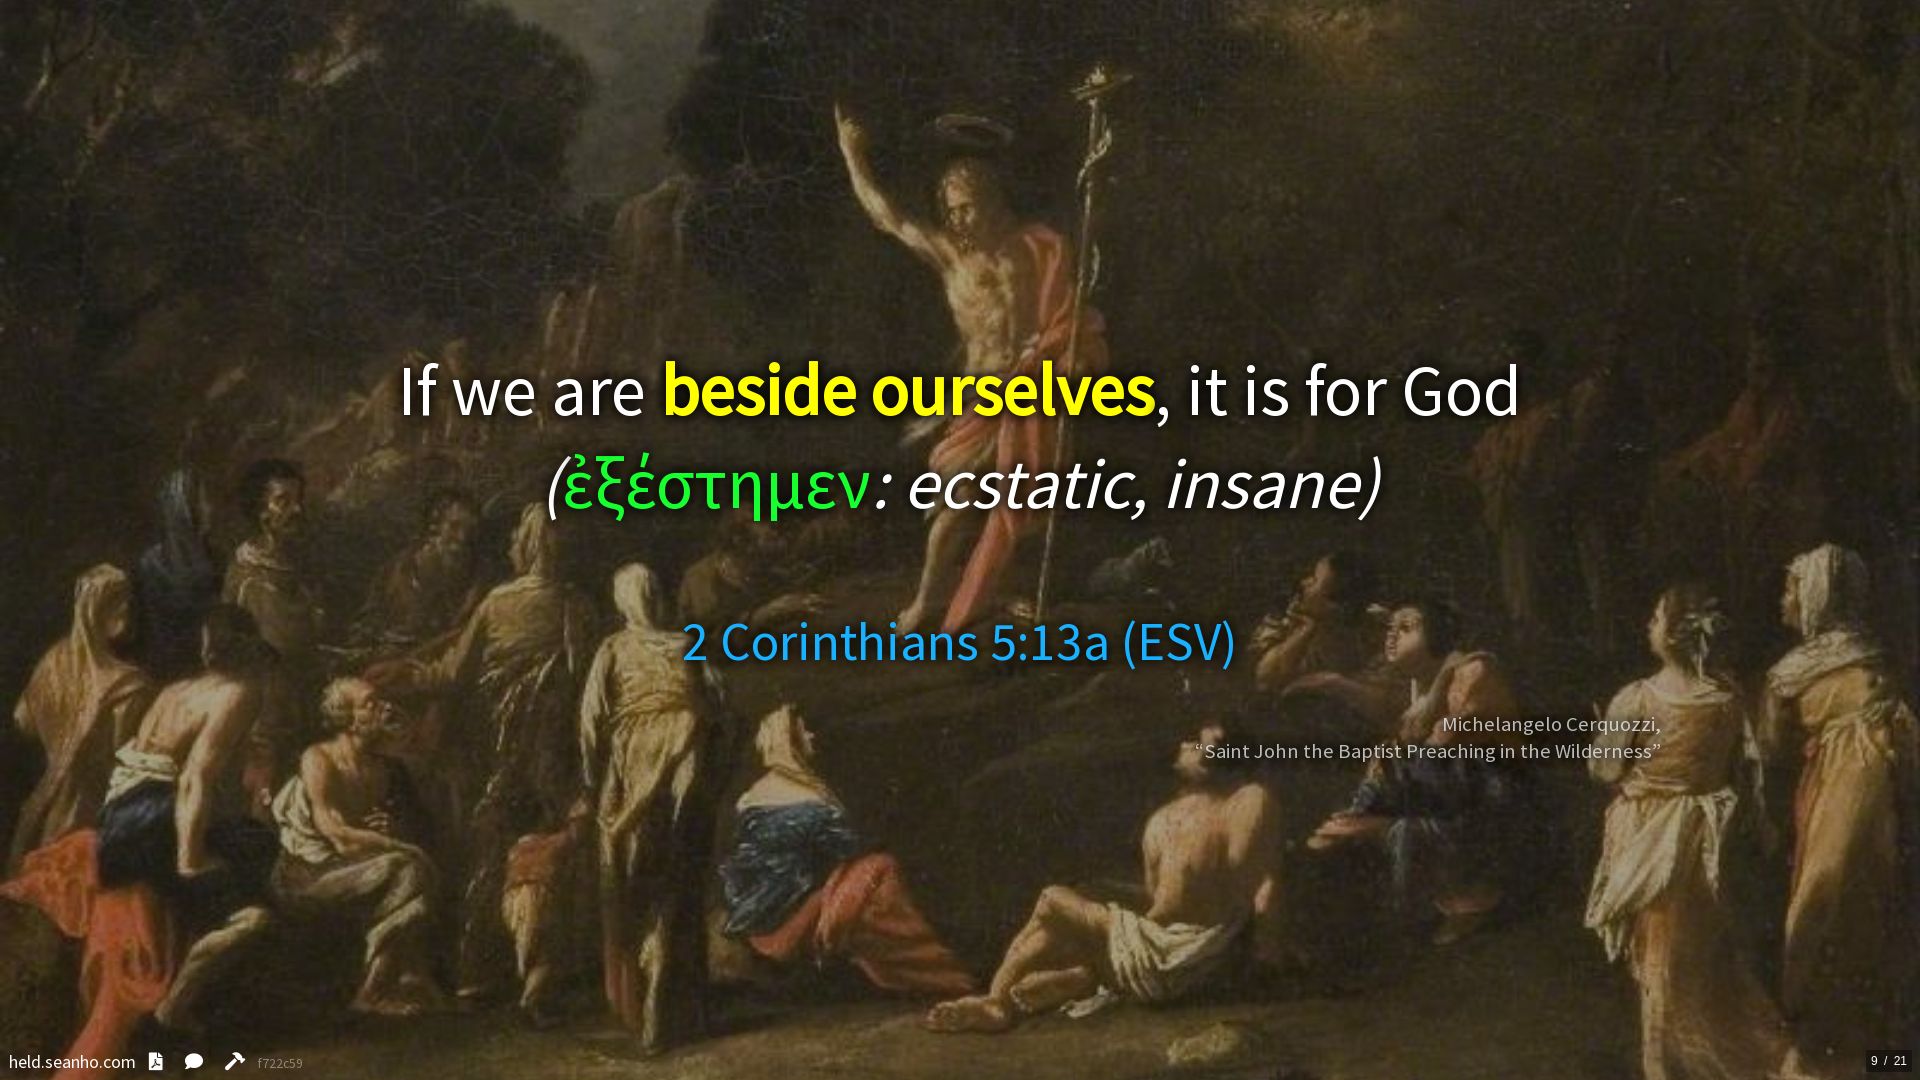 If we are beside ourselves, it is for God
(ἐξέστημεν: ecstatic, insane)
2 Corinthians 5:13a (ESV)
Michelangelo Cerquozzi,
“Saint John the Baptist Preaching in the Wilderness”
held.seanho.com f722c59
9 / 21